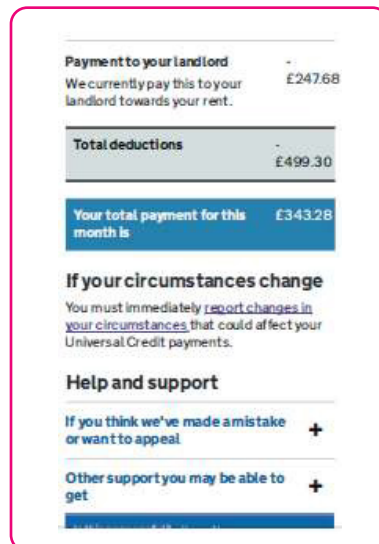 Payment to your landlord -
We currently pay this to your £247.68
landlord towards your rent.
Total deductions -
£499.30
Your total payment for this £343.28
month is
If your circumstances change
You must immediately report changes in
your circumstances that could affect your
Universal Credit payments.
Help and support
If you think we've made a mistake +
or want to appeal
Other support you may be able to +
get